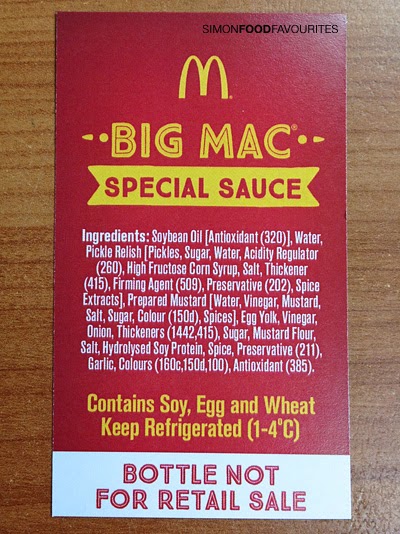 SIMONFOODFAVOURITES
M®
BIG MAC®
SPECIAL SAUCE
Ingredients: Soybean Oil [Antioxidant (320)], Water,
Pickle Relish [Pickles, Sugar, Water, Acidity Regulator
(260), High Fructose Corn Syrup, Salt, Thickener
(415), Firming Agent (509), Preservative (202), Spice
Extracts], Prepared Mustard [Water, Vinegar, Mustard,
Salt, Sugar, Colour (150d), Spices], Egg Yolk, Vinegar,
Onion, Thickeners (1442,415), Sugar, Mustard Flour,
Salt, Hydrolysed Soy Protein, Spice, Preservative (211),
Garlic, Colours (160c,150d,100), Antioxidant (385).
Contains Soy, Egg and Wheat
Keep Refrigerated (1-4°C)
BOTTLE NOT
FOR RETAIL SALE